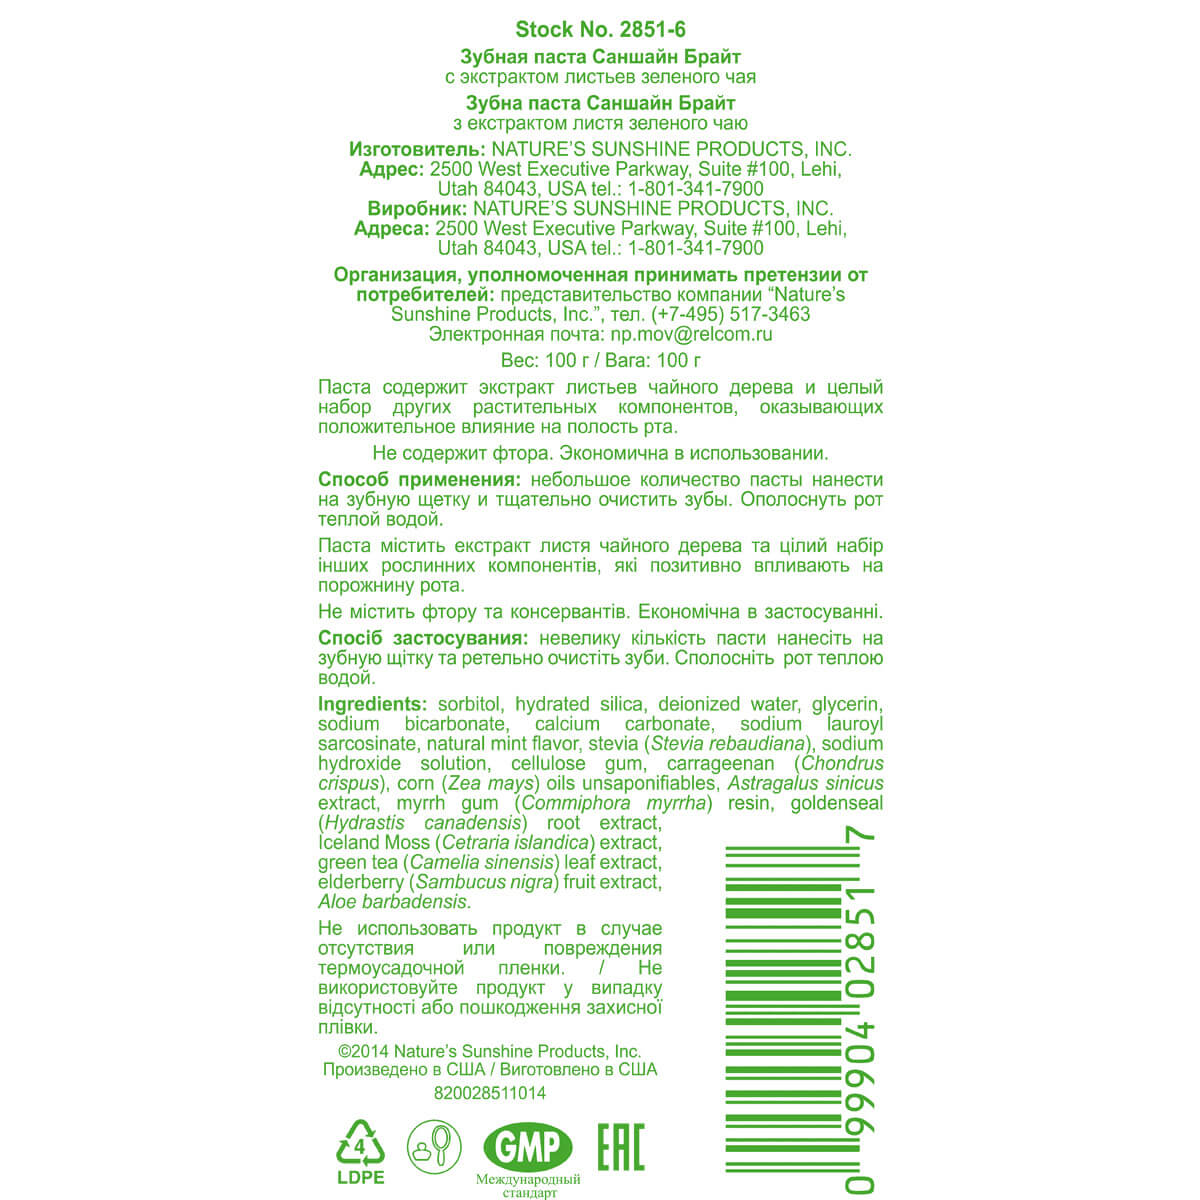 Stock No. 2851-6
Зубная паста Саншайн Брайт
с экстрактом листьев зеленого чая
Зубна паста Саншайн Брайт
з екстрактом листя зеленого чаю
Изготовитель: NATURE'S SUNSHINE PRODUCTS, INC.
Адрес: 2500 West Executive Parkway, Suite #100, Lehi,
Utah 84043, USA tel.: 1-801-341-7900
Виробник: NATURE'S SUNSHINE PRODUCTS, INC.
Адреса: 2500 West Executive Parkway, Suite #100, Lehi,
Utah 84043, USA tel.: 1-801-341-7900
Организация, уполномоченная принимать претензии от
потребителей: представительство компании “Nature's
Sunshine Products, Inc.”, тел. (+7-495) 517-3463
Электронная почта: np.mov@relcom.ru
Вес: 100 г / Вага: 100 г
Паста содержит экстракт листьев чайного дерева и целый
набор других растительных компонентов, оказывающих
положительное влияние на полость рта.
Не содержит фтора. Экономична в использовании.
Способ применения: небольшое количество пасты нанести
на зубную щетку и тщательно очистить зубы. Ополоснуть рот
теплой водой.
Паста містить екстракт листя чайного дерева та цілий набір
інших рослинних компонентів, які позитивно впливають на
порожнину рота.
Не містить фтору та консервантів. Економічна в застосуванні.
Спосіб застосування: невелику кількість пасти нанесіть на
зубную щітку та ретельно очистіть зуби. Сполосніть рот теплою
водой.
Ingredients: sorbitol, hydrated silica, deionized water, glycerin,
sodium bicarbonate, calcium carbonate, sodium lauroyl
sarcosinate, natural mint flavor, stevia (Stevia rebaudiana), sodium
hydroxide solution, cellulose gum, carrageenan (Chondrus
crispus), corn (Zea mays) oils unsaponifiables, Astragalus sinicus
extract, myrrh gum (Commiphora myrrha) resin, goldenseal
(Hydrastis canadensis) root extract,
Iceland Moss (Cetraria islandica) extract,
green tea (Camelia sinensis) leaf extract,
elderberry (Sambucus nigra) fruit extract,
Aloe barbadensis.
Не использовать продукт в случае
отсутствия или повреждения
термоусадочной пленки. / Не
використовуйте продукт у випадку
відсутності або пошкодження захисної
плівки.
©2014 Nature's Sunshine Products, Inc.
Произведено в США / Виготовлено в США
820028511014
4
LDPE
GMP
Международный
стандарт
EAC
0 99904 02851 7